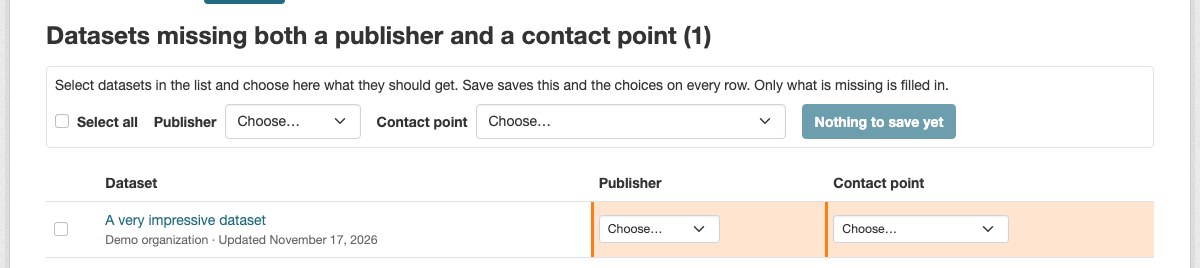 Datasets missing both a publisher and a contact point (1)
Select datasets in the list and choose here what they should get. Save saves this and the choices on every row. Only what is missing is filled in.
Select all Publisher Choose... Contact point Choose... Nothing to save yet
Dataset Publisher Contact point
A very impressive dataset Choose... Choose...
Demo organization · Updated November 17, 2026